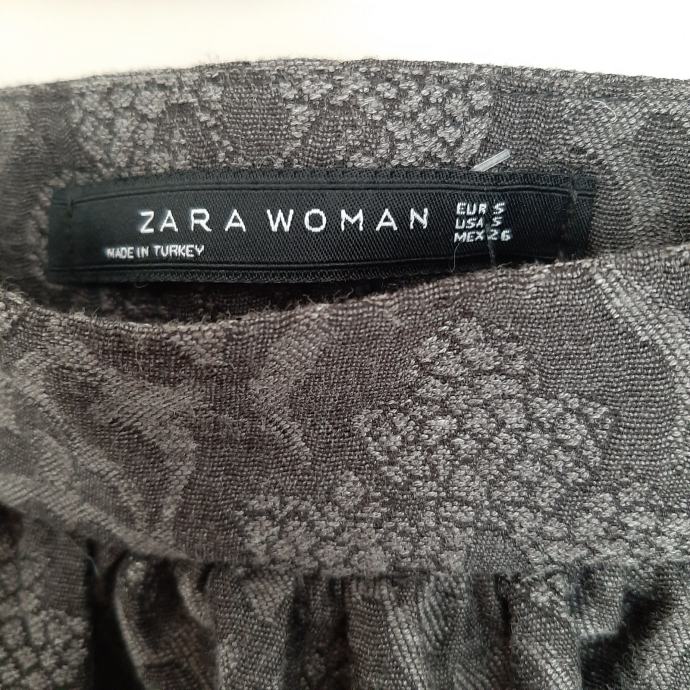 ZARA WOMAN
MADE IN TURKEY
EUR S
USA S
MEX 26